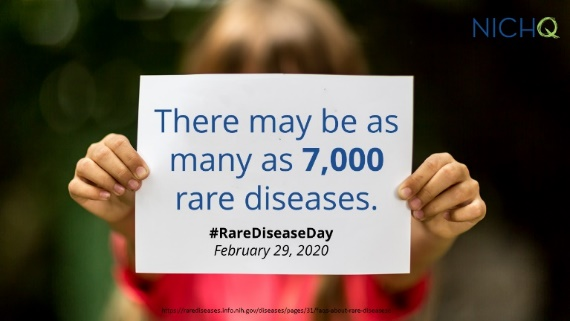 NICHQ
There may be as
many as 7,000
rare diseases.
#RareDiseaseDay
February 29, 2020